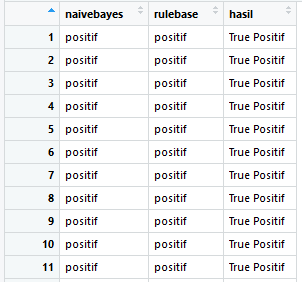 naivebayes rulebase hasil
1 positif positif True Positif
2 positif positif True Positif
3 positif positif True Positif
4 positif positif True Positif
5 positif positif True Positif
6 positif positif True Positif
7 positif positif True Positif
8 positif positif True Positif
9 positif positif True Positif
10 positif positif True Positif
11 positif positif True Positif